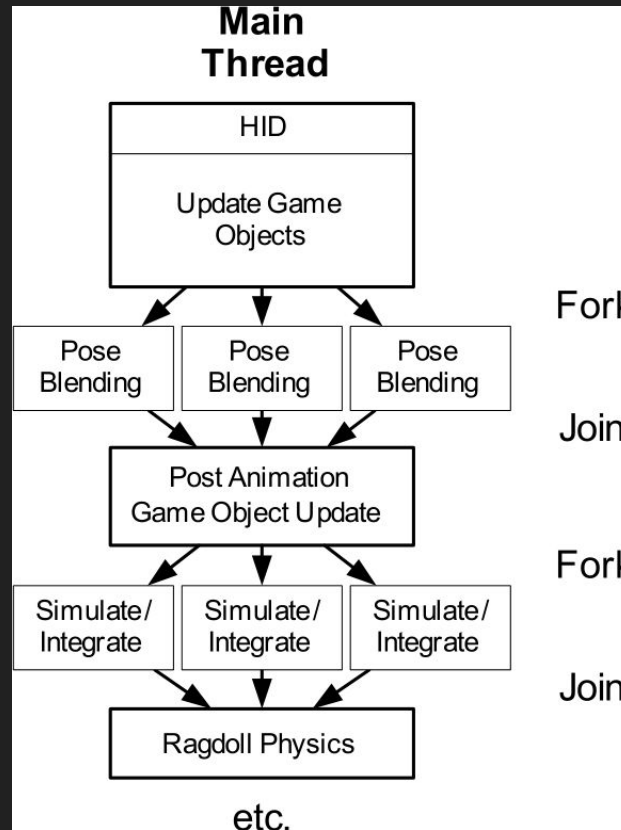 Main
Thread
HID
Update Game
Objects
Fork
Pose
Blending
Pose
Blending
Pose
Blending
Join
Post Animation
Game Object Update
Fork
Simulate/
Integrate
Simulate/
Integrate
Simulate/
Integrate
Join
Ragdoll Physics
etc.